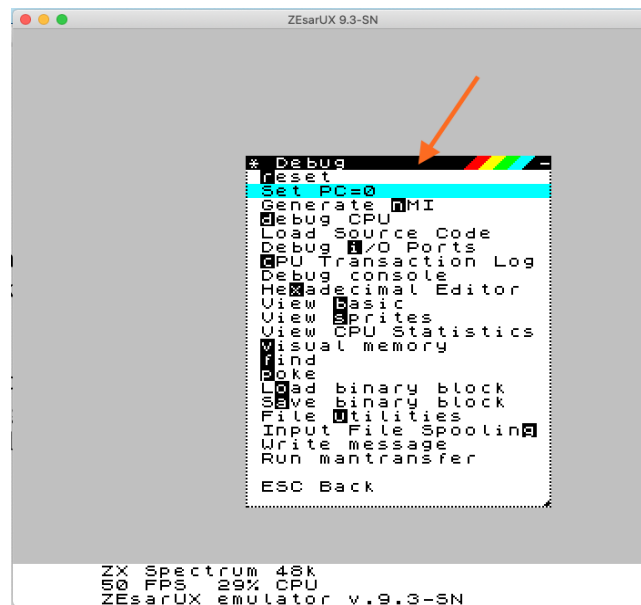 ZEsarUX 9.3-SN
* Debug -
reset
Set PC=0
Generate nMI
debug CPU
Load Source Code
Debug i/O Ports
cPU Transaction Log
Debug console
Hexadecimal Editor
View basic
View sprites
View CPU Statistics
visual memory
find
poke
Load binary block
Save binary block
File utilities
Input File Spooling
Write message
Run mantransfer
ESC Back
ZX Spectrum 48k
50 FPS 29% CPU
ZEsarUX emulator v.9.3-SN